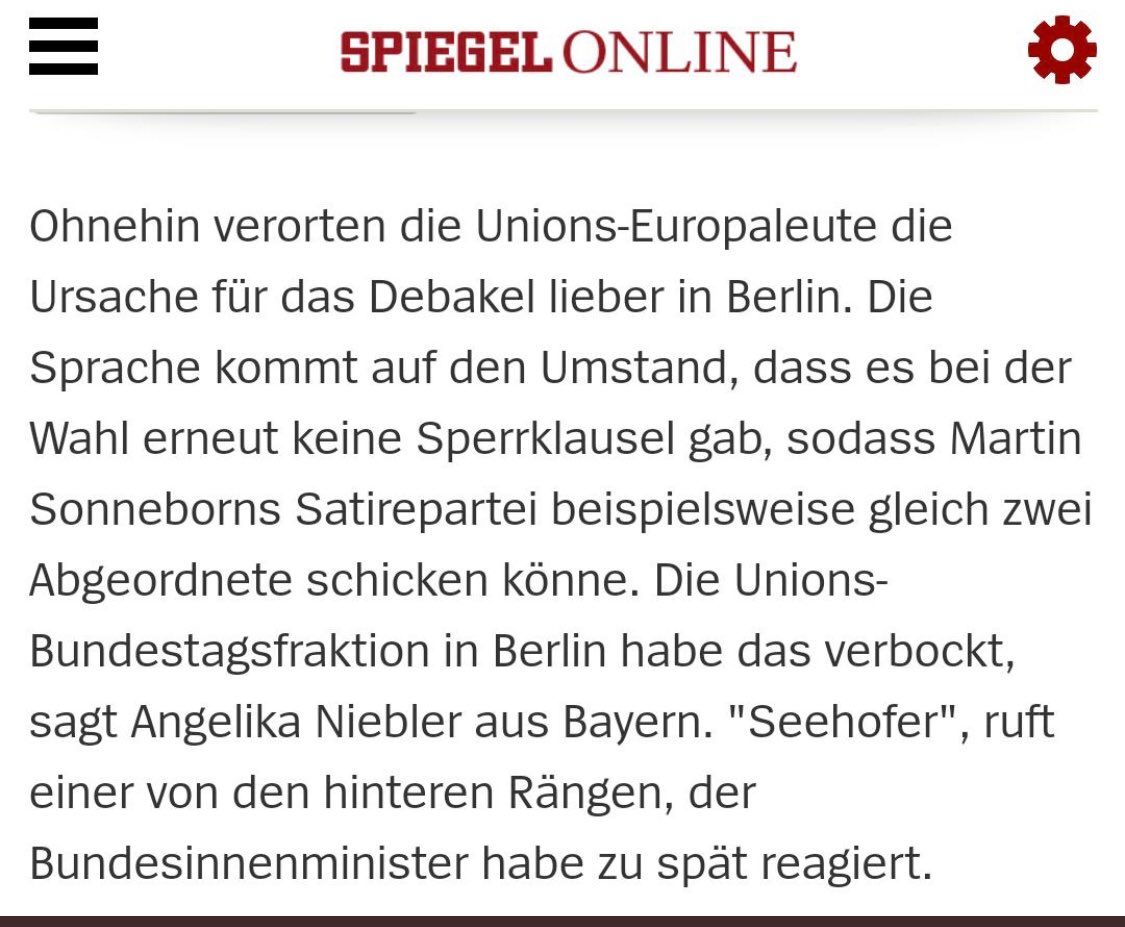 SPIEGEL ONLINE
Ohnehin verorten die Unions-Europaleute die
Ursache für das Debakel lieber in Berlin. Die
Sprache kommt auf den Umstand, dass es bei der
Wahl erneut keine Sperrklausel gab, sodass Martin
Sonneborns Satirepartei beispielsweise gleich zwei
Abgeordnete schicken könne. Die Unions-
Bundestagsfraktion in Berlin habe das verbockt,
sagt Angelika Niebler aus Bayern. "Seehofer", ruft
einer von den hinteren Rängen, der
Bundesinnenminister habe zu spät reagiert.